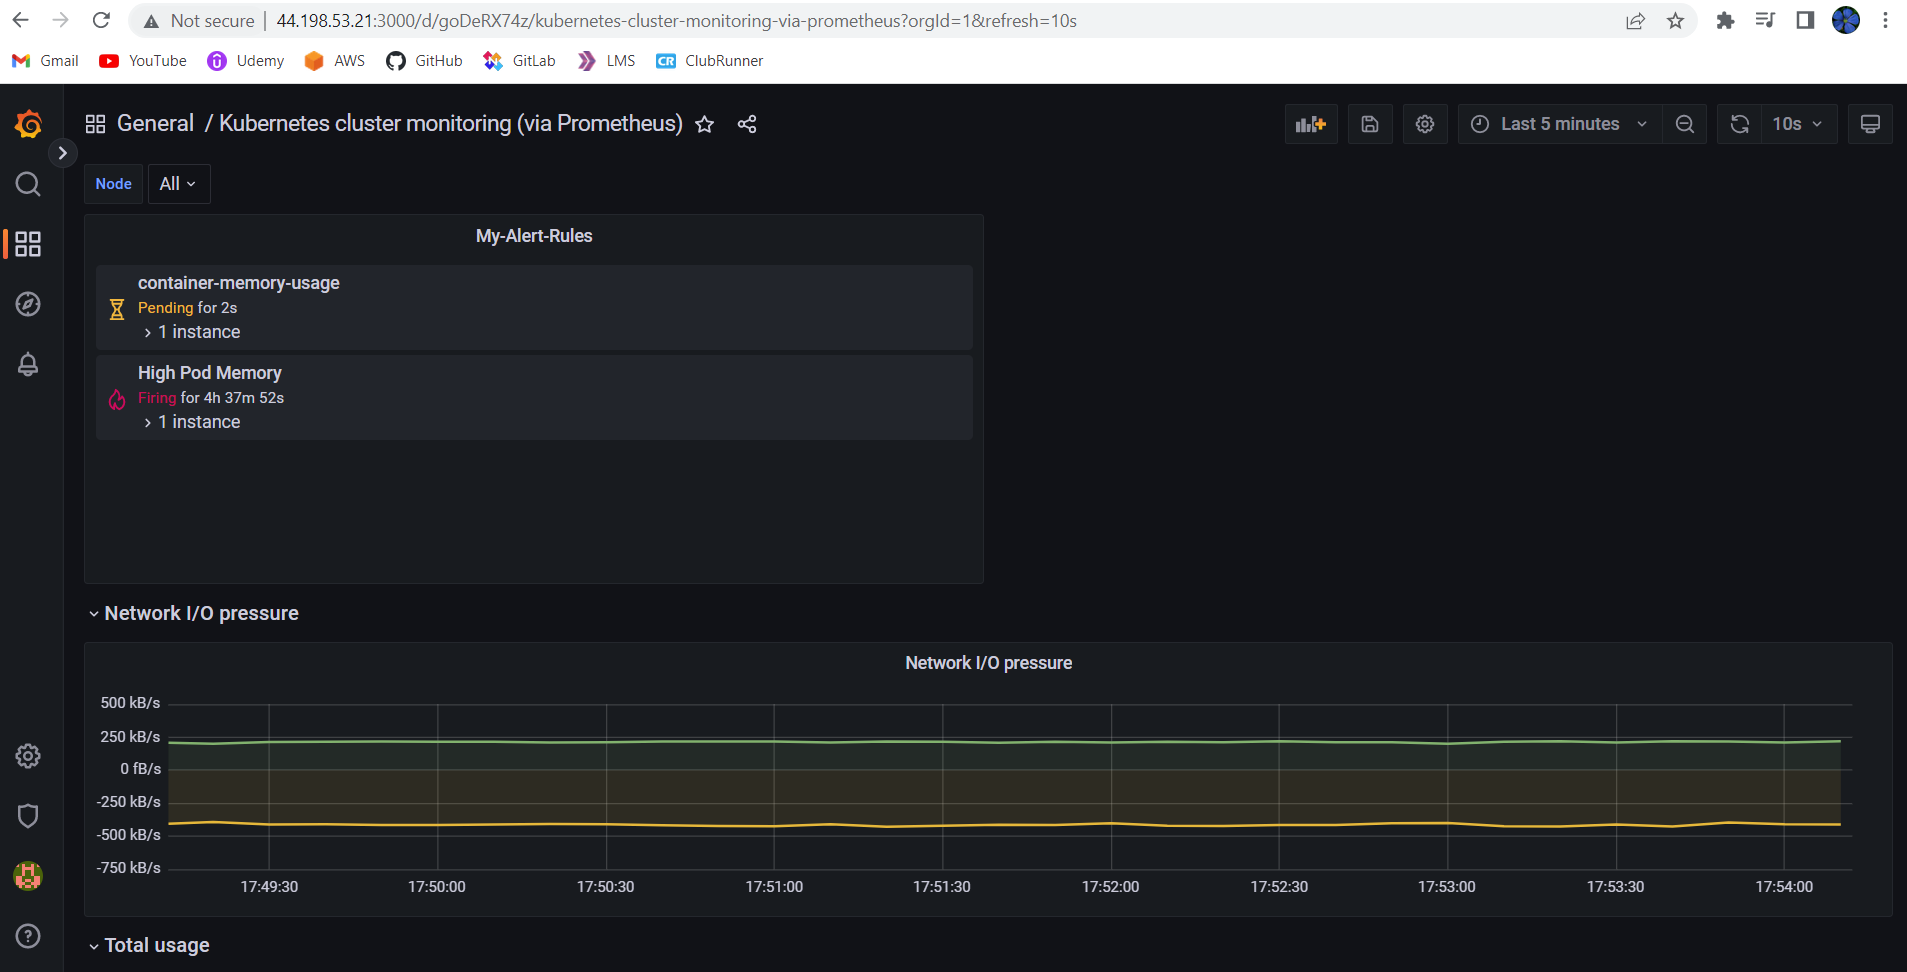 Not secure | 44.198.53.21:3000/d/goDeRX74z/kubernetes-cluster-monitoring-via-prometheus?orgId=1&refresh=10s
Gmail YouTube Udemy AWS GitHub GitLab LMS CR ClubRunner
General / Kubernetes cluster monitoring (via Prometheus)
Last 5 minutes
10s
Node All
My-Alert-Rules
container-memory-usage
Pending for 2s
1 instance
High Pod Memory
Firing for 4h 37m 52s
1 instance
Network I/O pressure
Network I/O pressure
500 kB/s
250 kB/s
0 fB/s
-250 kB/s
-500 kB/s
-750 kB/s
17:49:30 17:50:00 17:50:30 17:51:00 17:51:30 17:52:00 17:52:30 17:53:00 17:53:30 17:54:00
Total usage